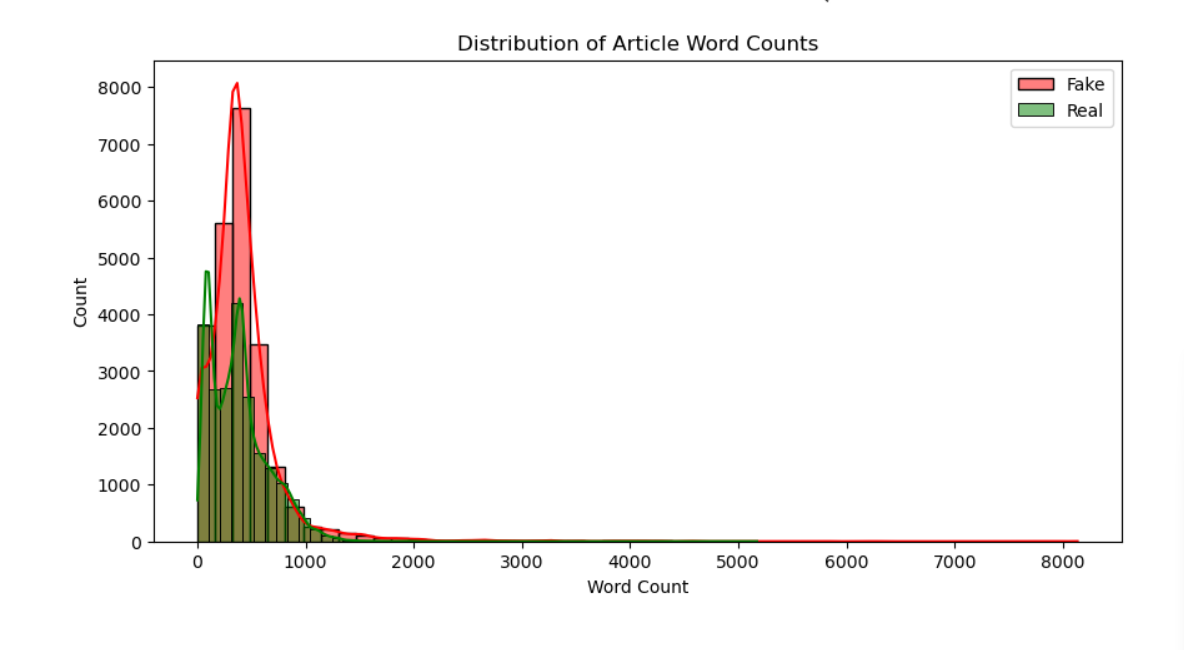 Distribution of Article Word Counts
Fake
Real
8000
7000
6000
5000
4000
3000
2000
1000
0
Count
0 1000 2000 3000 4000 5000 6000 7000 8000
Word Count